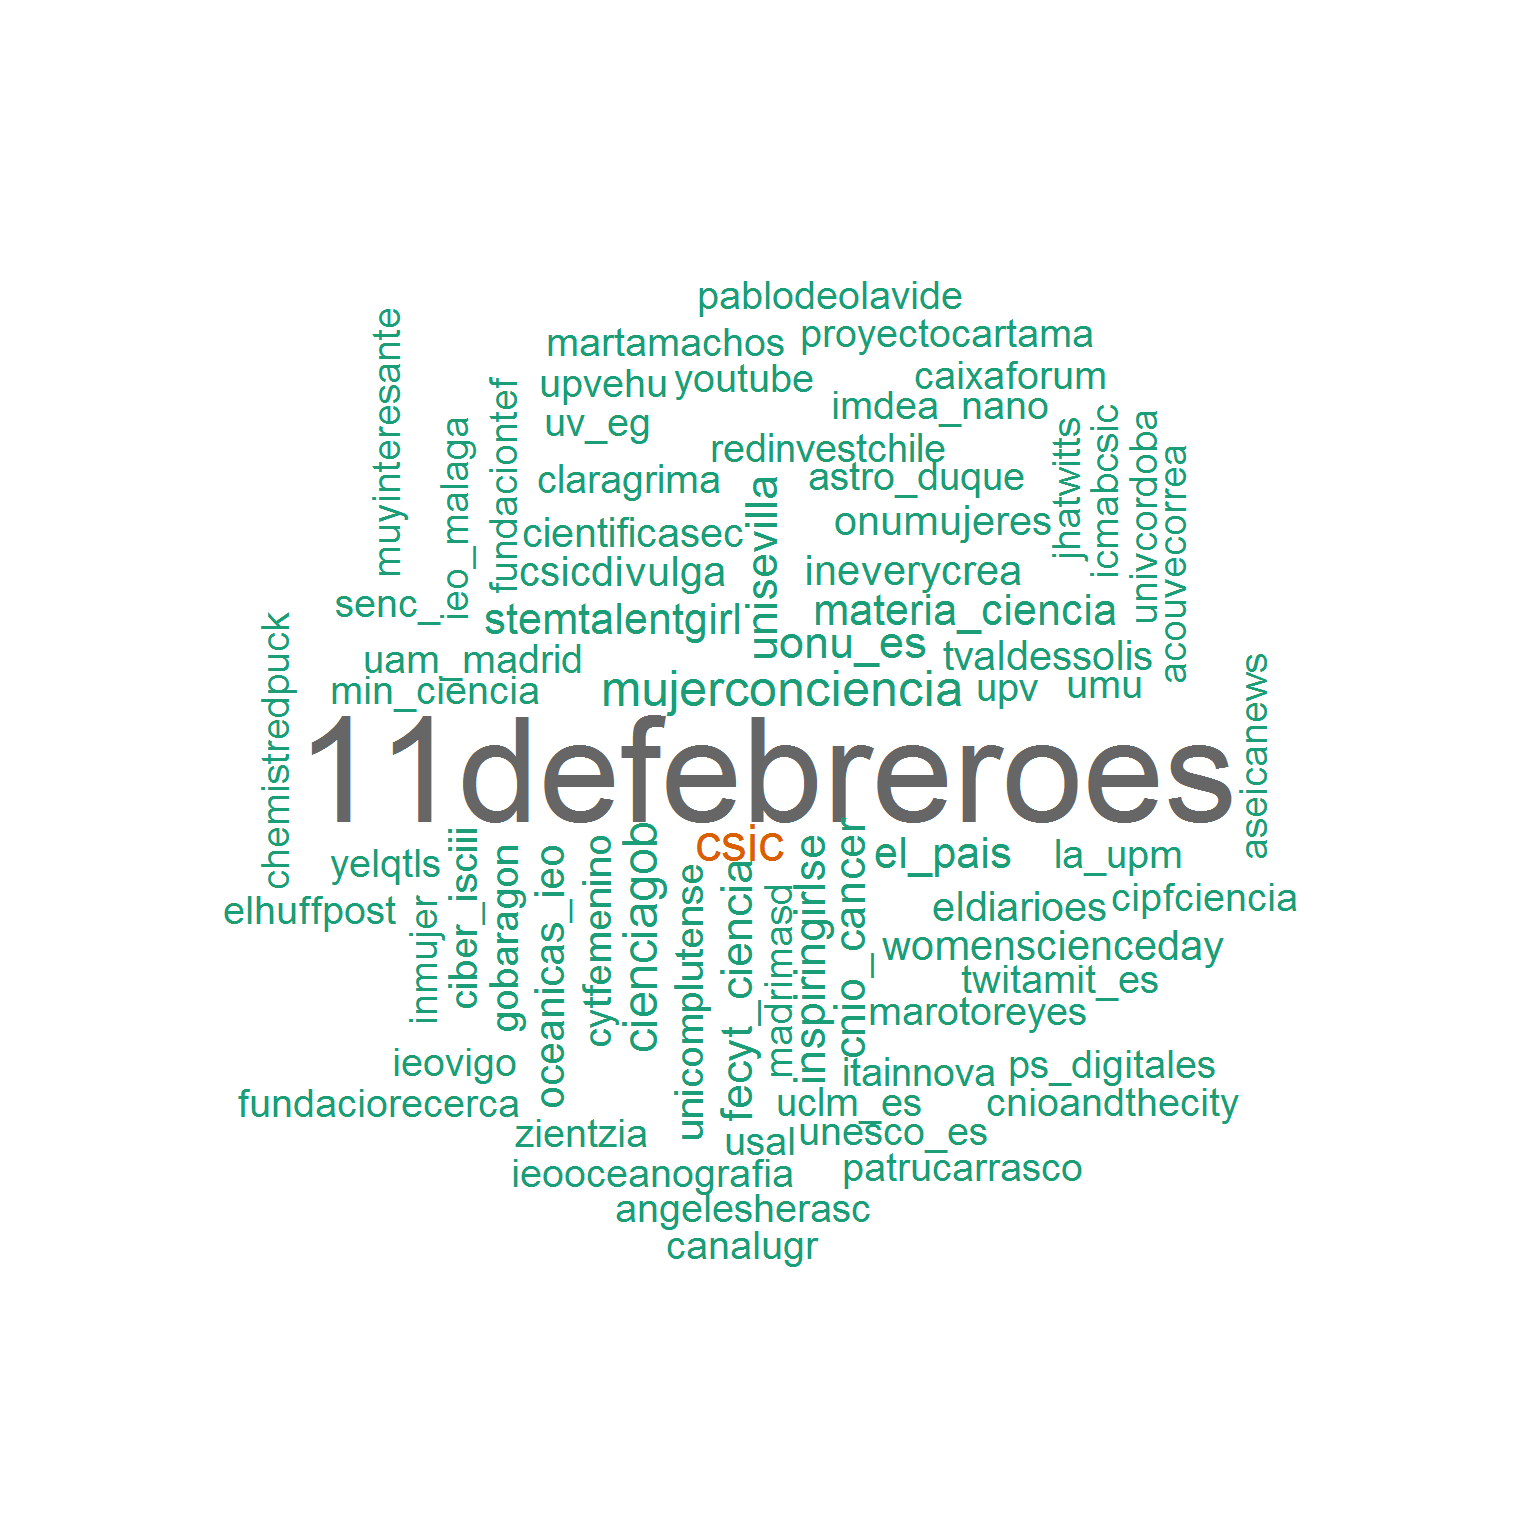 pablodeolavide
martamachos
proyectocartama
muyinteresante
upvehu
youtube
caixaforum
imdea_nano
uv_eg
ieo_malaga
fundaciontef
redinvestchile
claragrima
astro_duque
jhatwitts
icmabcsic
univcordoba
acouvecorrea
cientificasec
unisevilla
onumujeres
csicdivulga
ineverycrea
senc_
stemtalentgirl
materia_ciencia
onu_es
tvaldessolis
uam_madrid
min_ciencia
mujerconciencia
upv
umu
chemistredpuck
11defebreroes
aseicanews
csic
yelqtls
ciber_isciii
gobaragon
oceanicas_ieo
cytfemenino
cienciagob
unicomplutense
fecyt_ciencia
madrimasd
inspiringirlse
cnio_cancer
el_pais
la_upm
elhuffpost
inmujer
eldiarioes
cipfciencia
womenscienceday
twitamit_es
marotoreyes
ieovigo
itainnova
ps_digitales
fundaciorecerca
uclm_es
cnioandthecity
zientzia
usal
unesco_es
ieooceanografia
patrucarrasco
angelesherasc
canalugr